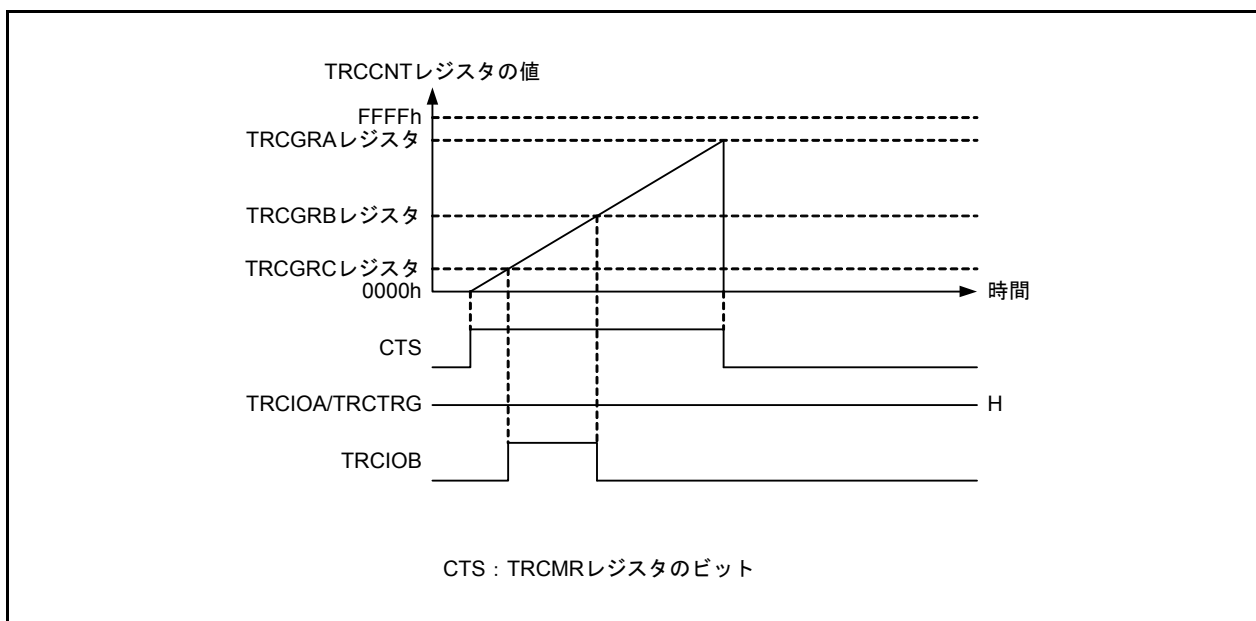 TRCCNTレジスタの値
FFFFh
TRCGRAレジスタ
TRCGRBレジスタ
TRCGRCレジスタ
0000h
時間
CTS
TRCIOA/TRCTRG
H
TRCIOB
CTS：TRCMRレジスタのビット